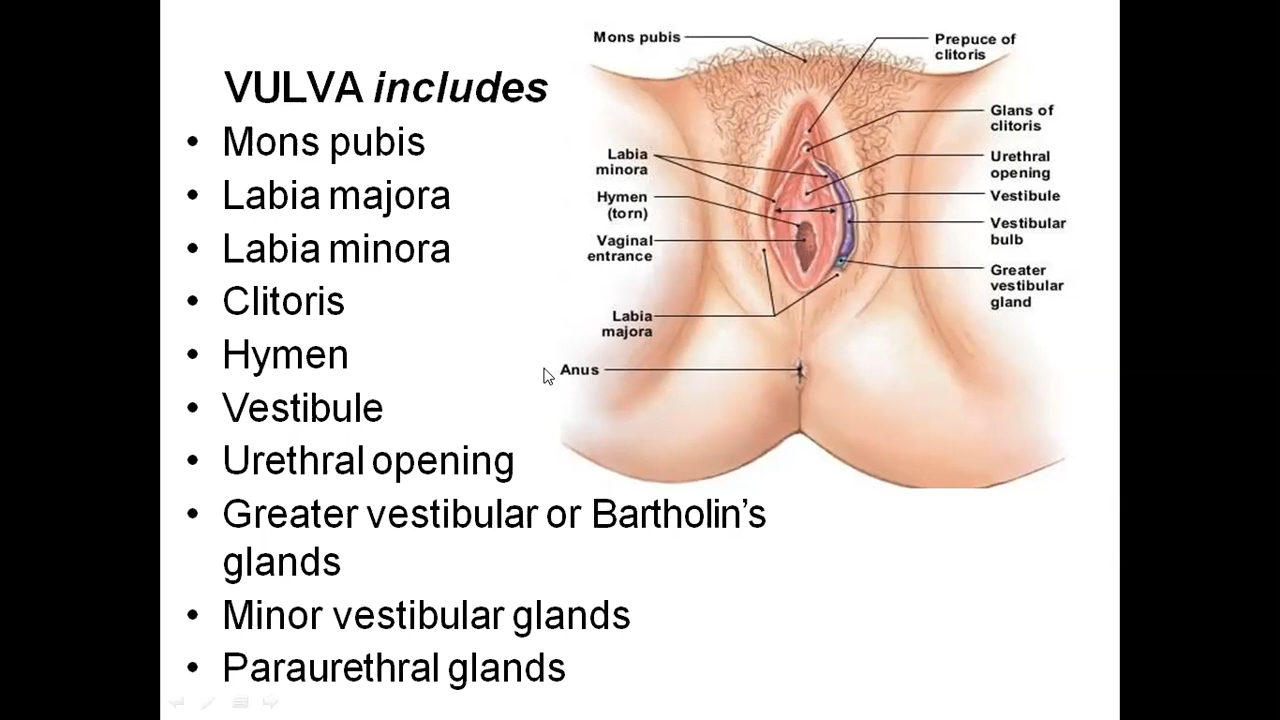 VULVA includes
• Mons pubis
• Labia majora
• Labia minora
• Clitoris
• Hymen
• Vestibule
• Urethral opening
• Greater vestibular or Bartholin’s
glands
• Minor vestibular glands
• Paraurethral glands
Mons pubis
Labia
minora
Hymen
(torn)
Vaginal
entrance
Labia
majora
Anus
Prepuce of
clitoris
Glans of
clitoris
Urethral
opening
Vestibule
Vestibular
bulb
Greater
vestibular
gland